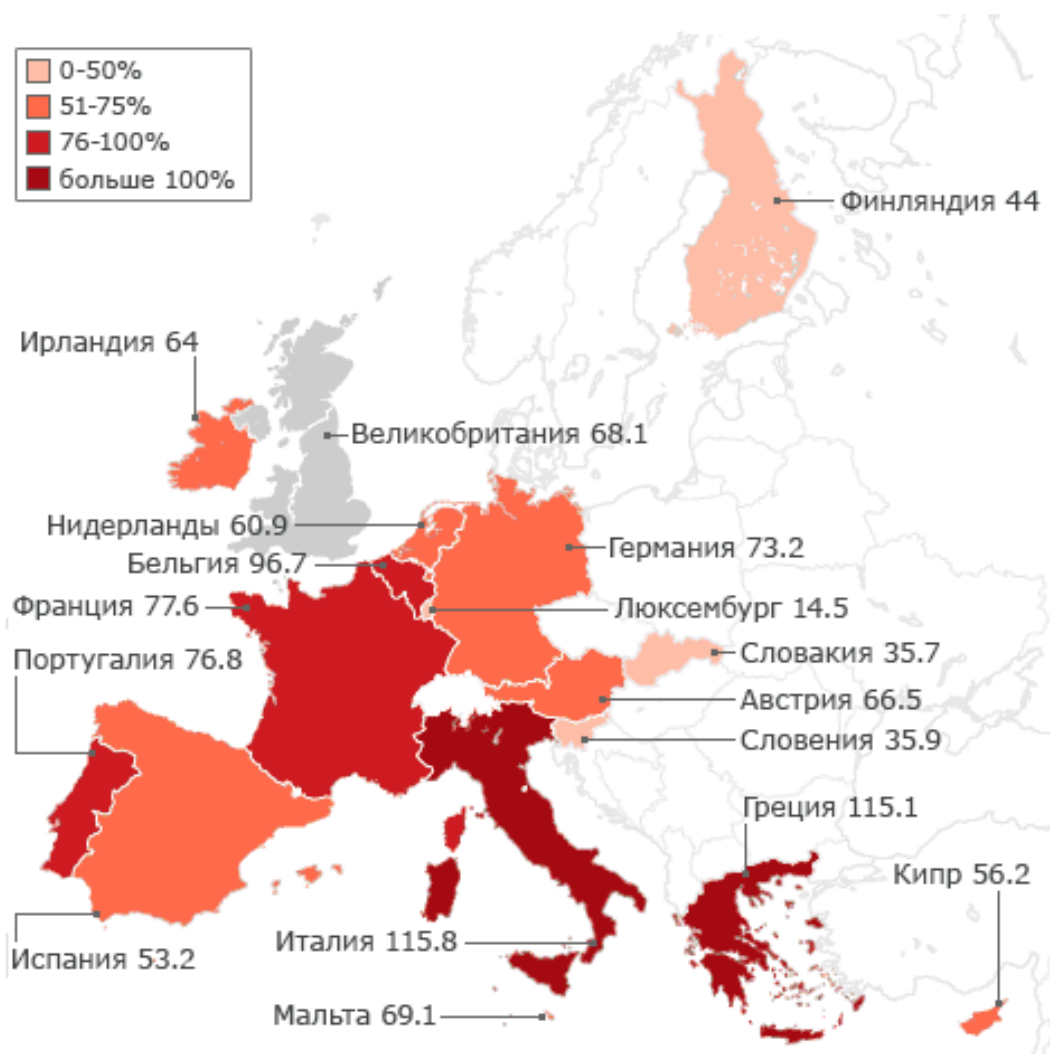 0-50%
51-75%
76-100%
больше 100%
Финляндия 44
Ирландия 64
Великобритания 68.1
Нидерланды 60.9
Германия 73.2
Бельгия 96.7
Франция 77.6
Люксембург 14.5
Португалия 76.8
Словакия 35.7
Австрия 66.5
Словения 35.9
Греция 115.1
Кипр 56.2
Италия 115.8
Испания 53.2
Мальта 69.1